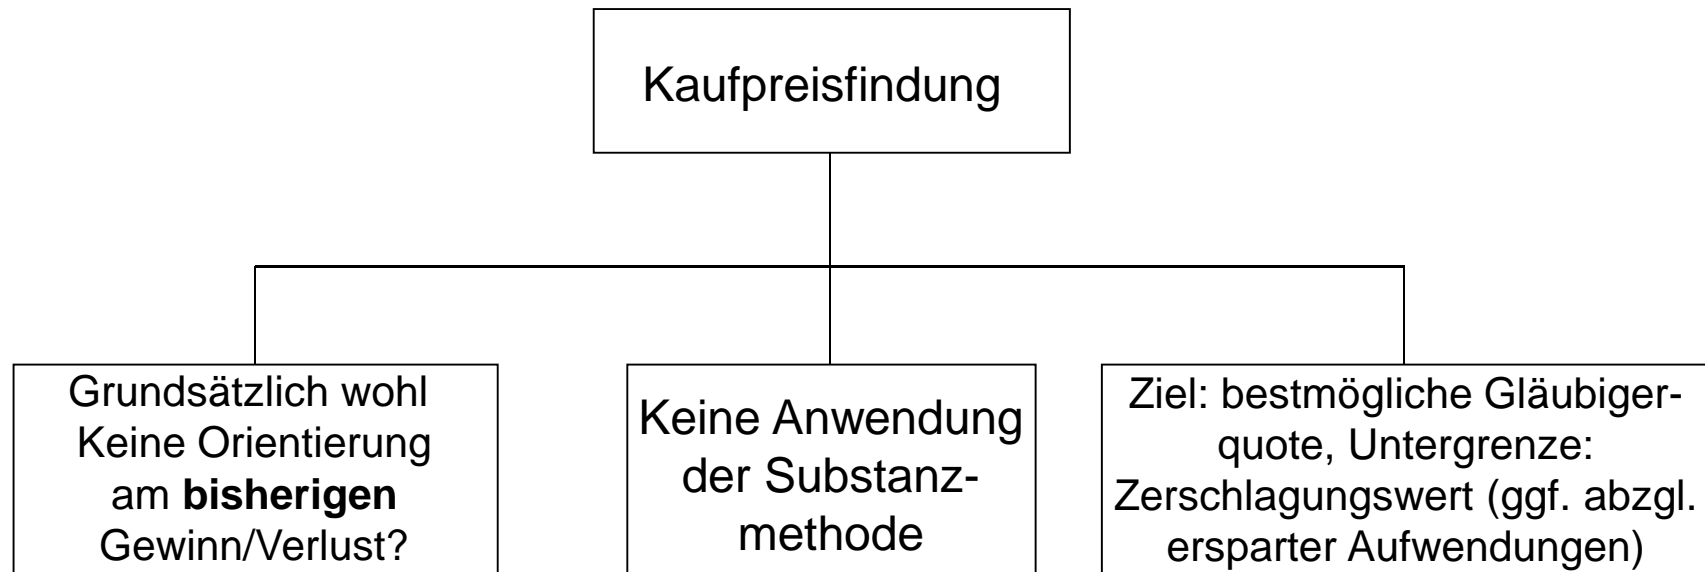 Kaufpreisfindung
Grundsätzlich wohl
Keine Orientierung
am bisherigen
Gewinn/Verlust?
Keine Anwendung
der Substanz-
methode
Ziel: bestmögliche Gläubiger-
quote, Untergrenze:
Zerschlagungswert (ggf. abzgl.
ersparter Aufwendungen)